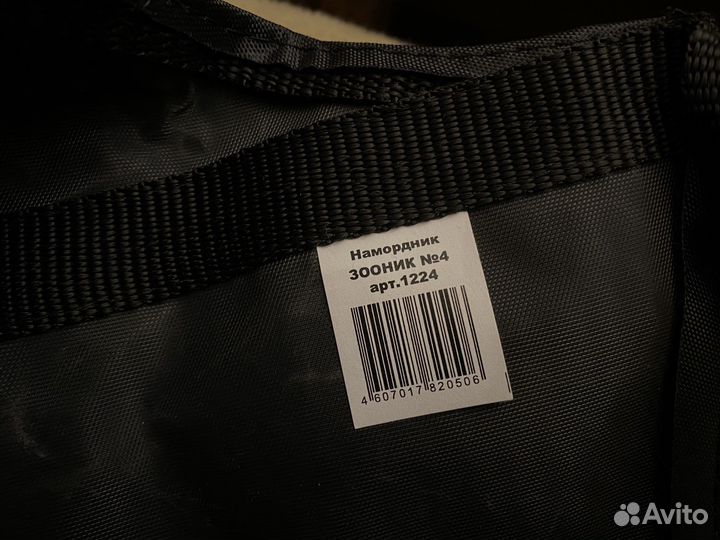 Намордник
ЗООНИК №4
арт.1224
4 607017 820506
Avito